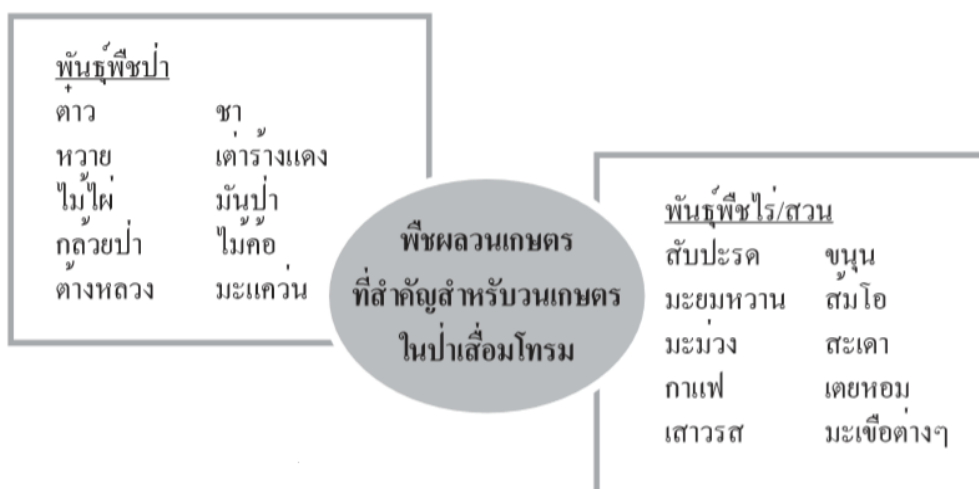 พันธุ์พืชป่า
ต๋าว ชา
หวาย เต่าร้างแดง
ไม้ไผ่ มันป่า
กล้วยป่า ไม้ค้อ
ต้างหลวง มะแคว่น
พืชผลวนเกษตร
ที่สำคัญสำหรับวนเกษตร
ในป่าเสื่อมโทรม
พันธุ์พืชไร่/สวน
สับปะรด ขนุน
มะยมหวาน ส้มโอ
มะม่วง สะเดา
กาแฟ เตยหอม
เสาวรส มะเขือต่างๆ